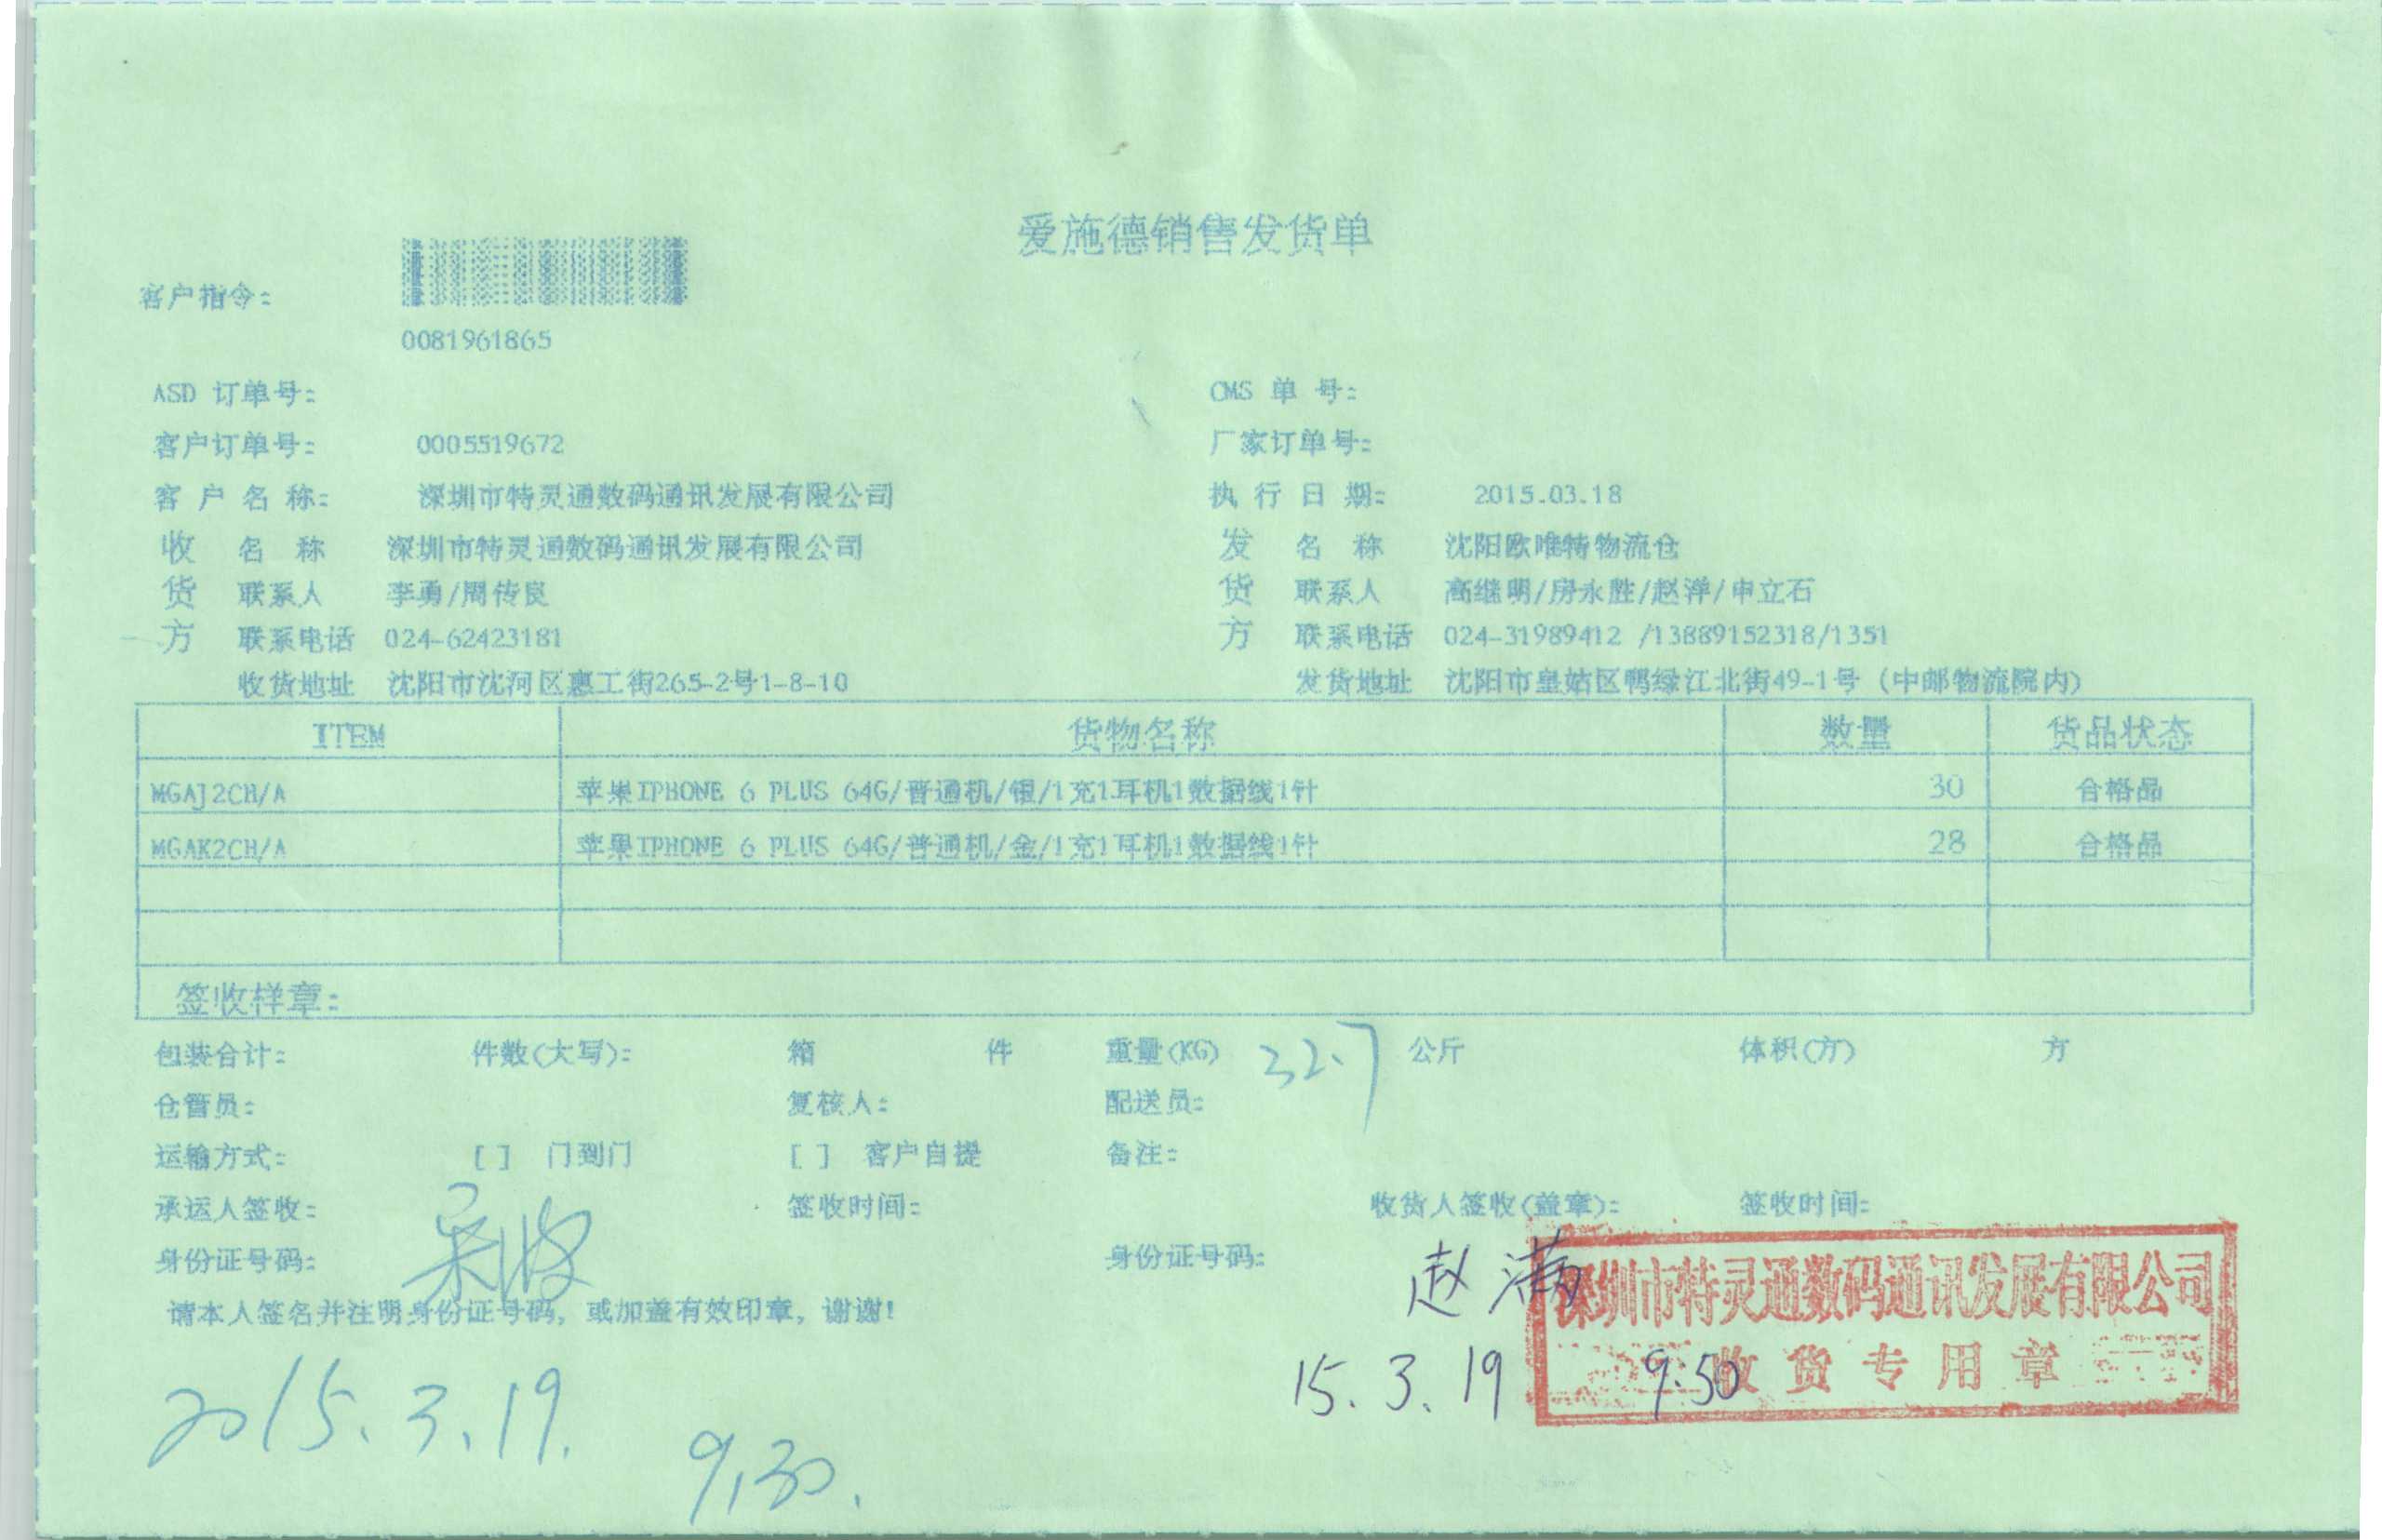 爱施德销售发货单
客户指令:
0081961865
ASD 订单号: CMS 单 号:
客户订单号: 0005519672 厂家订单号:
客 户 名 称: 深圳市特灵通数码通讯发展有限公司 执 行 日 期: 2015.03.18
收 名 称 深圳市特灵通数码通讯发展有限公司 发 名 称 沈阳欧唯特物流仓
货 联系人 李勇/周传良 货 联系人 高继明/房永胜/赵洋/申立石
方 联系电话 024-62423181 方 联系电话 024-31989412 /13889152318/1351
收货地址 沈阳市沈河区惠工街265-2号1-8-10 发货地址 沈阳市皇姑区鸭绿江北街49-1号 (中邮物流院内)
ITEM 货物名称 数量 货品状态
MGAJ2CH/A 苹果IPHONE 6 PLUS 64G/普通机/银/1充1耳机1数据线1针 30 合格品
MGAK2CH/A 苹果IPHONE 6 PLUS 64G/普通机/金/1充1耳机1数据线1针 28 合格品
签收样章:
包装合计: 件数(大写): 箱 件 重量(KG) 32.7 公斤 体积(方) 方
仓管员: 复核人: 配送员:
运输方式: [ ] 门到门 [ ] 客户自提 备注:
承运人签收: 签收时间: 收货人签收(盖章): 签收时间:
身份证号码: 身份证号码: 赵满
深圳市特灵通数码通讯发展有限公司
请本人签名并注明身份证号码, 或加盖有效印章, 谢谢!
收货专用章
15.3.19 9:50
2015.3.19.
9,30.